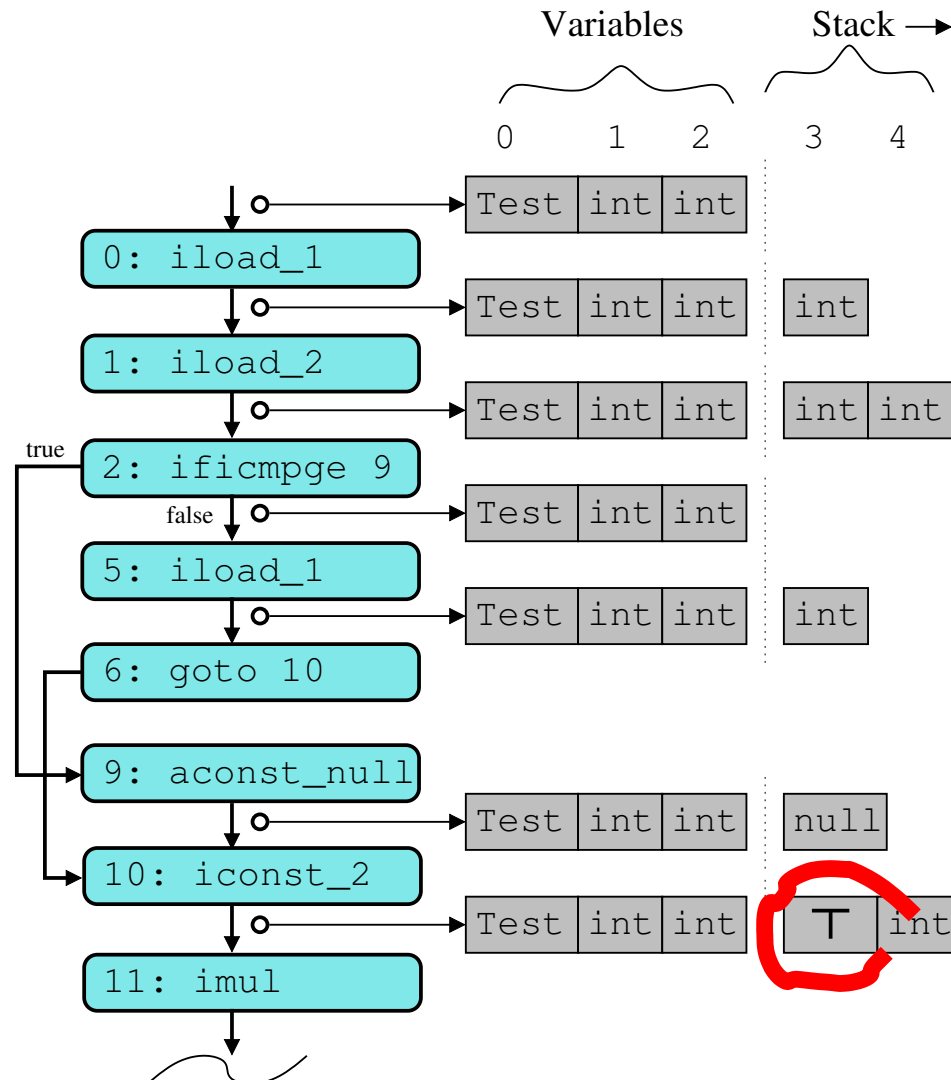 Variables Stack
0 1 2 3 4
Test int int
0: iload_1
Test int int int
1: iload_2
Test int int int int
true
2: ificmpge 9
false
Test int int
5: iload_1
Test int int int
6: goto 10
9: aconst_null
Test int int null
10: iconst_2
Test int int ⊤ int
11: imul